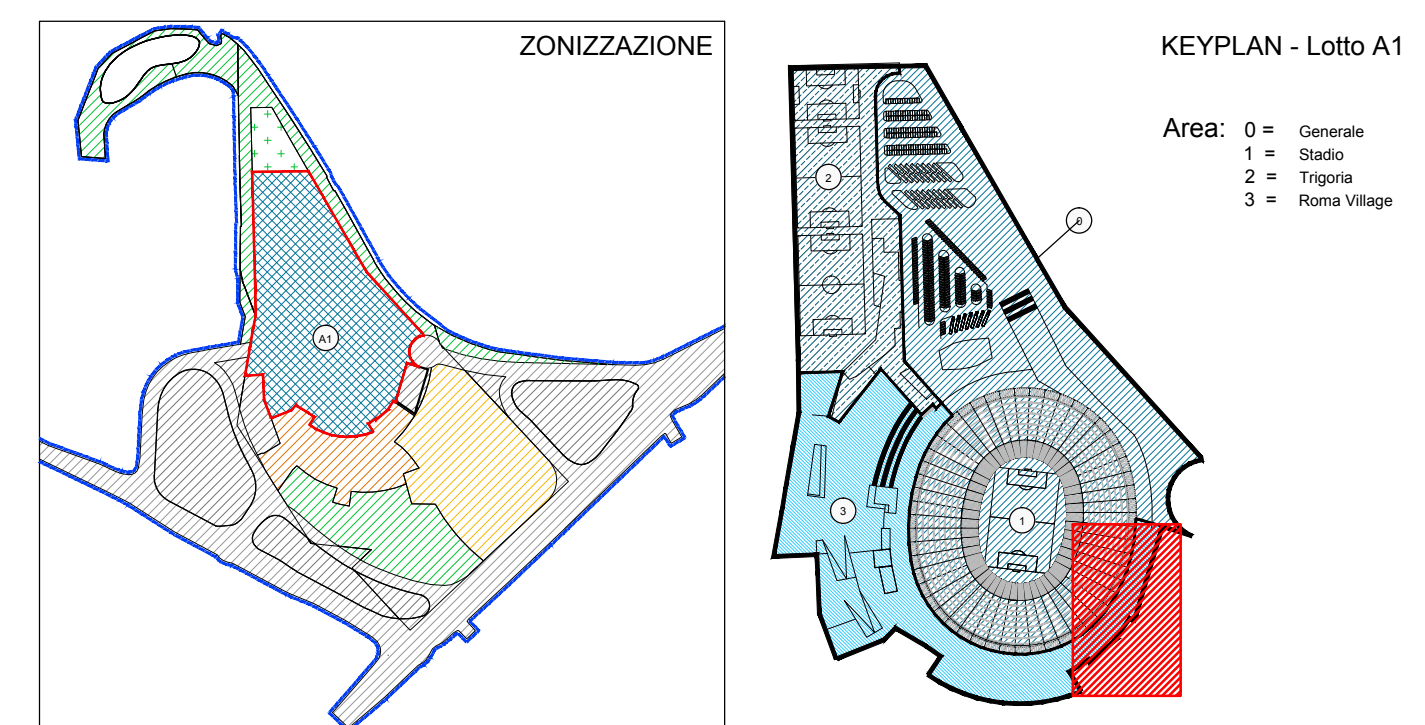 ZONIZZAZIONE
A1
KEYPLAN - Lotto A1
Area: 0 = Generale
1 = Stadio
2 = Trigoria
3 = Roma Village
2
0
3
1